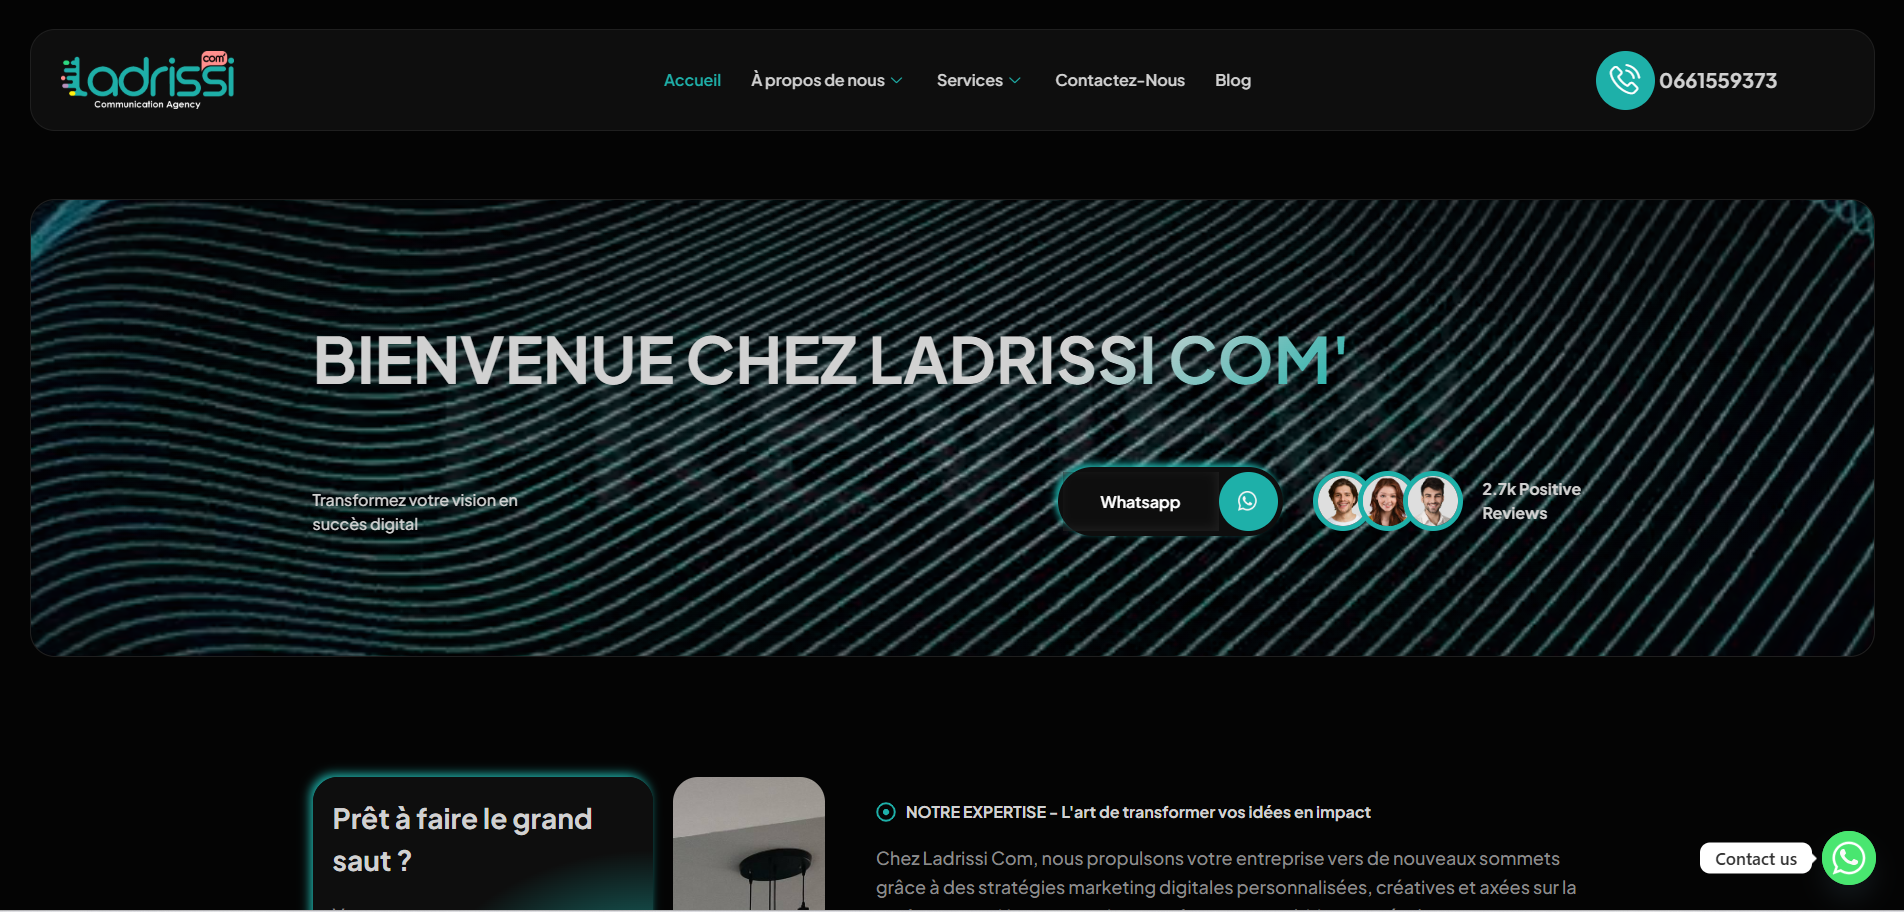 Ladrissi com'
Communication Agency
Accueil
À propos de nous
Services
Contactez-Nous
Blog
0661559373
BIENVENUE CHEZ LADRISSI COM'
Transformez votre vision en
succès digital
Whatsapp
2.7k Positive
Reviews
Prêt à faire le grand
saut ?
NOTRE EXPERTISE - L'art de transformer vos idées en impact
Chez Ladrissi Com, nous propulsons votre entreprise vers de nouveaux sommets
grâce à des stratégies marketing digitales personnalisées, créatives et axées sur la
Contact us